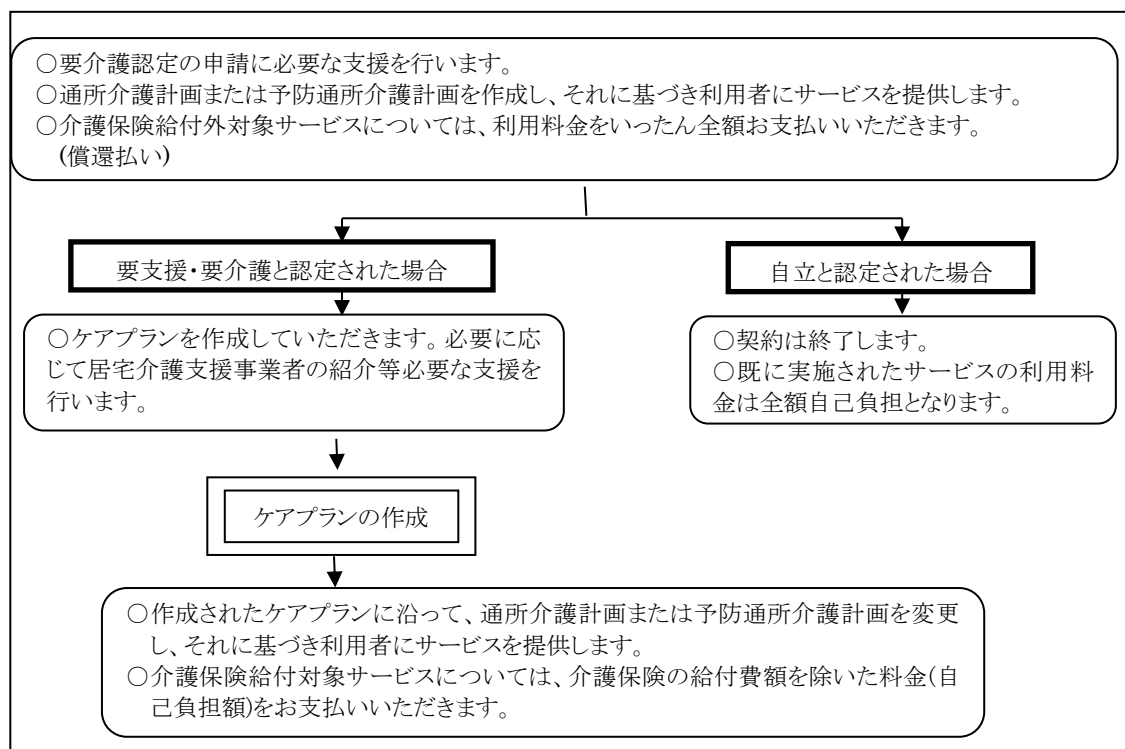 ○要介護認定の申請に必要な支援を行います。
○通所介護計画または予防通所介護計画を作成し、それに基づき利用者にサービスを提供します。
○介護保険給付外対象サービスについては、利用料金をいったん全額お支払いいただきます。
(償還払い)
要支援・要介護と認定された場合
自立と認定された場合
○ケアプランを作成していただきます。必要に応
じて居宅介護支援事業者の紹介等必要な支援を
行います。
○契約は終了します。
○既に実施されたサービスの利用料
金は全額自己負担となります。
ケアプランの作成
○作成されたケアプランに沿って、通所介護計画または予防通所介護計画を変更
し、それに基づき利用者にサービスを提供します。
○介護保険給付対象サービスについては、介護保険の給付費額を除いた料金(自
己負担額)をお支払いいただきます。